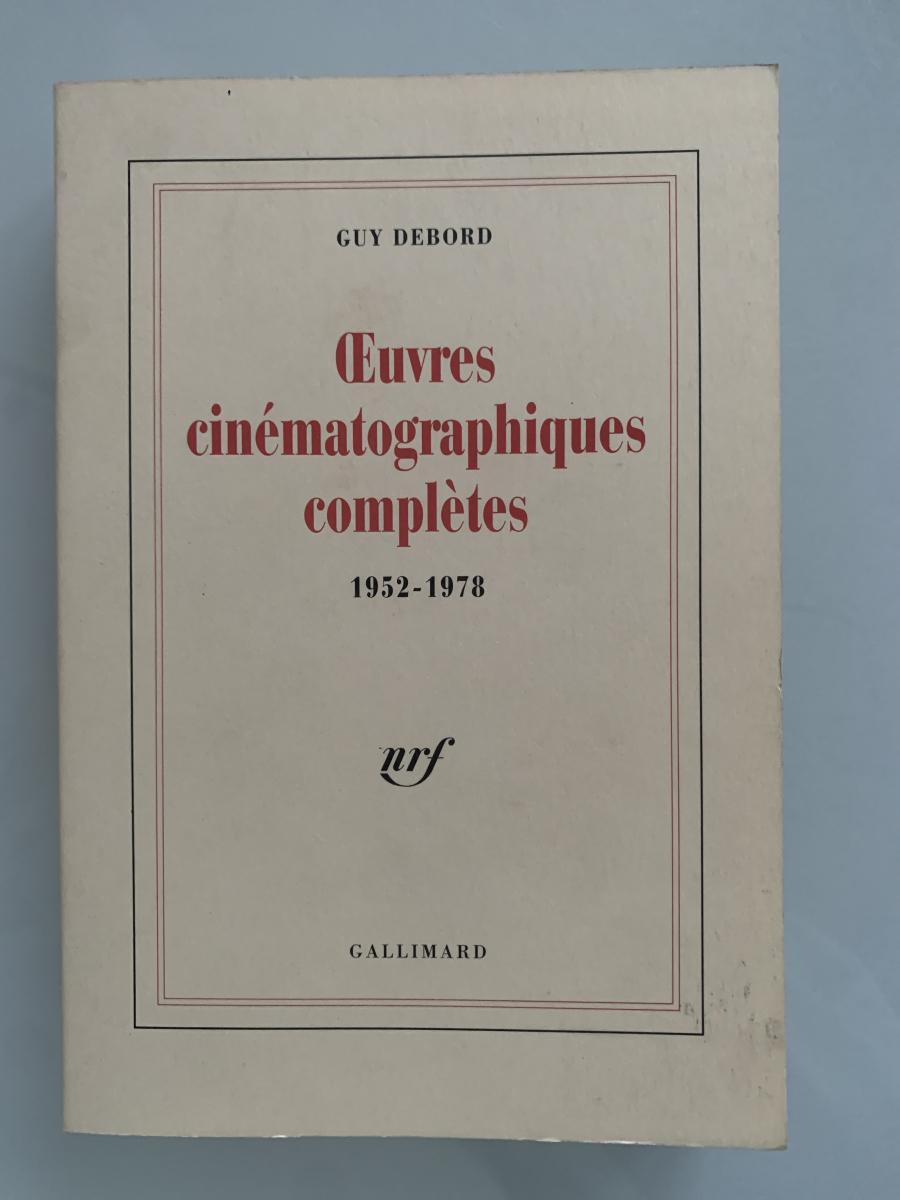 GUY DEBORD
Œuvres
cinématographiques
complètes
1952-1978
nrf
GALLIMARD